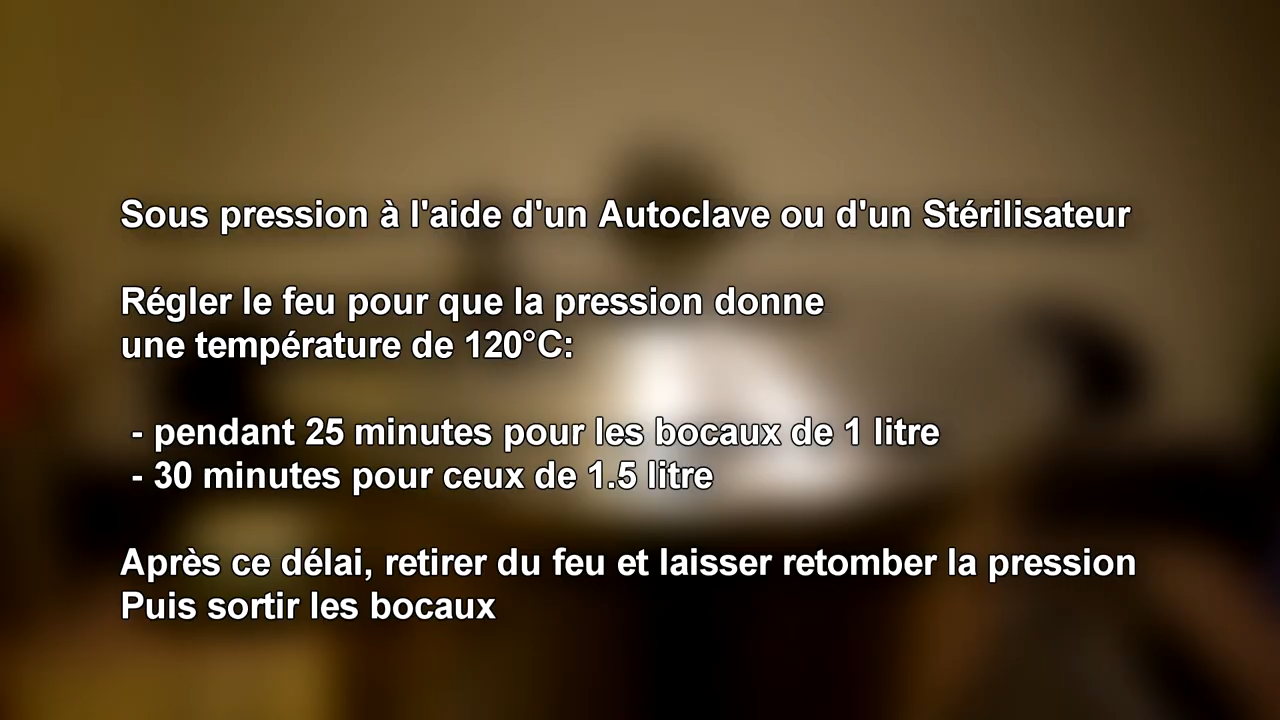 Sous pression à l'aide d'un Autoclave ou d'un Stérilisateur
Régler le feu pour que la pression donne
une température de 120°C:
- pendant 25 minutes pour les bocaux de 1 litre
- 30 minutes pour ceux de 1.5 litre
Après ce délai, retirer du feu et laisser retomber la pression
Puis sortir les bocaux